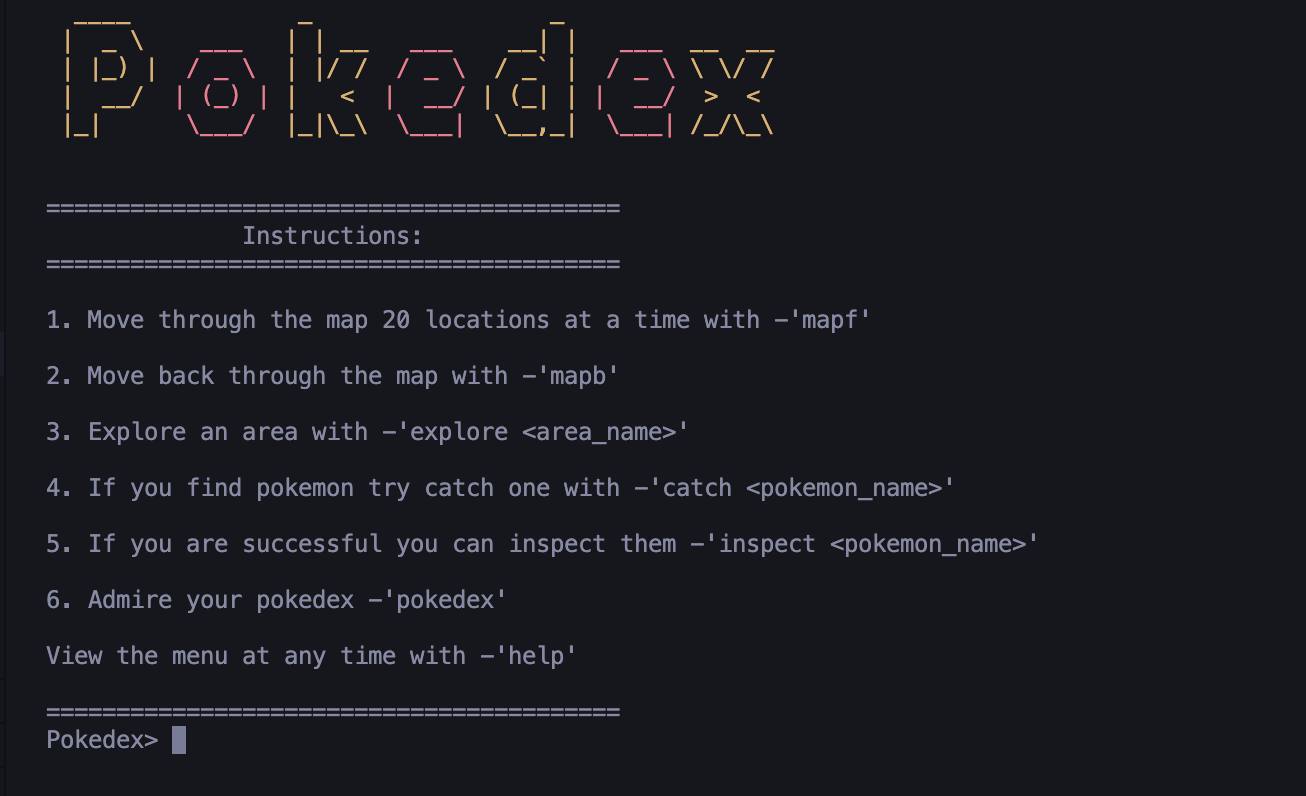 Pokedex
=========================================
Instructions:
=========================================
1. Move through the map 20 locations at a time with -'mapf'
2. Move back through the map with -'mapb'
3. Explore an area with -'explore <area_name>'
4. If you find pokemon try catch one with -'catch <pokemon_name>'
5. If you are successful you can inspect them -'inspect <pokemon_name>'
6. Admire your pokedex -'pokedex'
View the menu at any time with -'help'
=========================================
Pokedex>